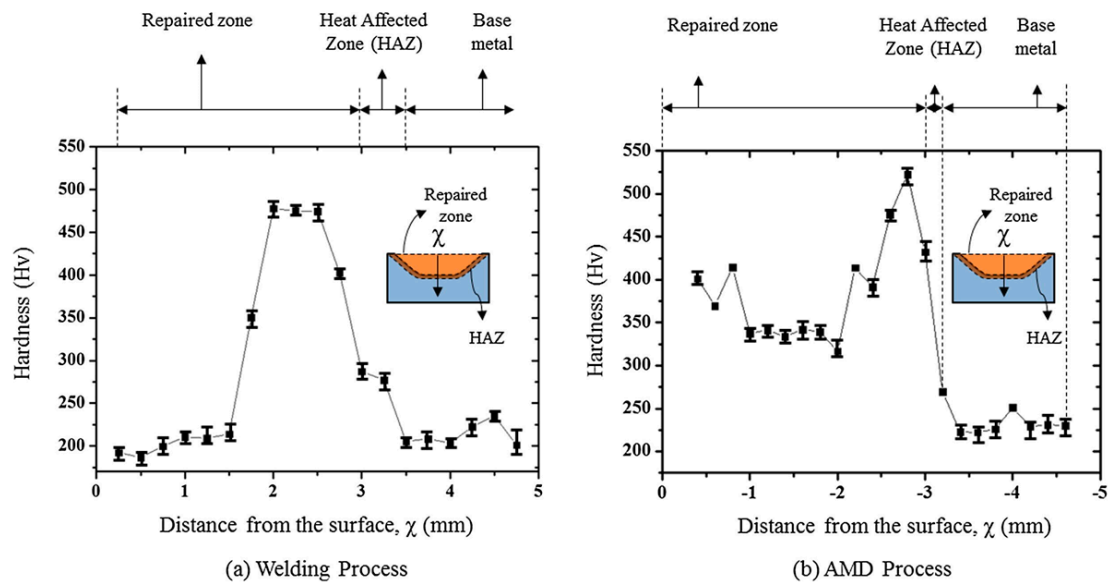 Repaired zone
Heat Affected
Zone (HAZ)
Base
metal
550
500
450
400
350
300
250
200
Hardness (Hv)
Repaired
zone
χ
HAZ
0
1
2
3
4
5
Distance from the surface, χ (mm)
(a) Welding Process
Repaired zone
Heat Affected
Zone (HAZ)
Base
metal
550
500
450
400
350
300
250
200
Hardness (Hv)
Repaired
zone
χ
HAZ
0
-1
-2
-3
-4
-5
Distance from the surface, χ (mm)
(b) AMD Process